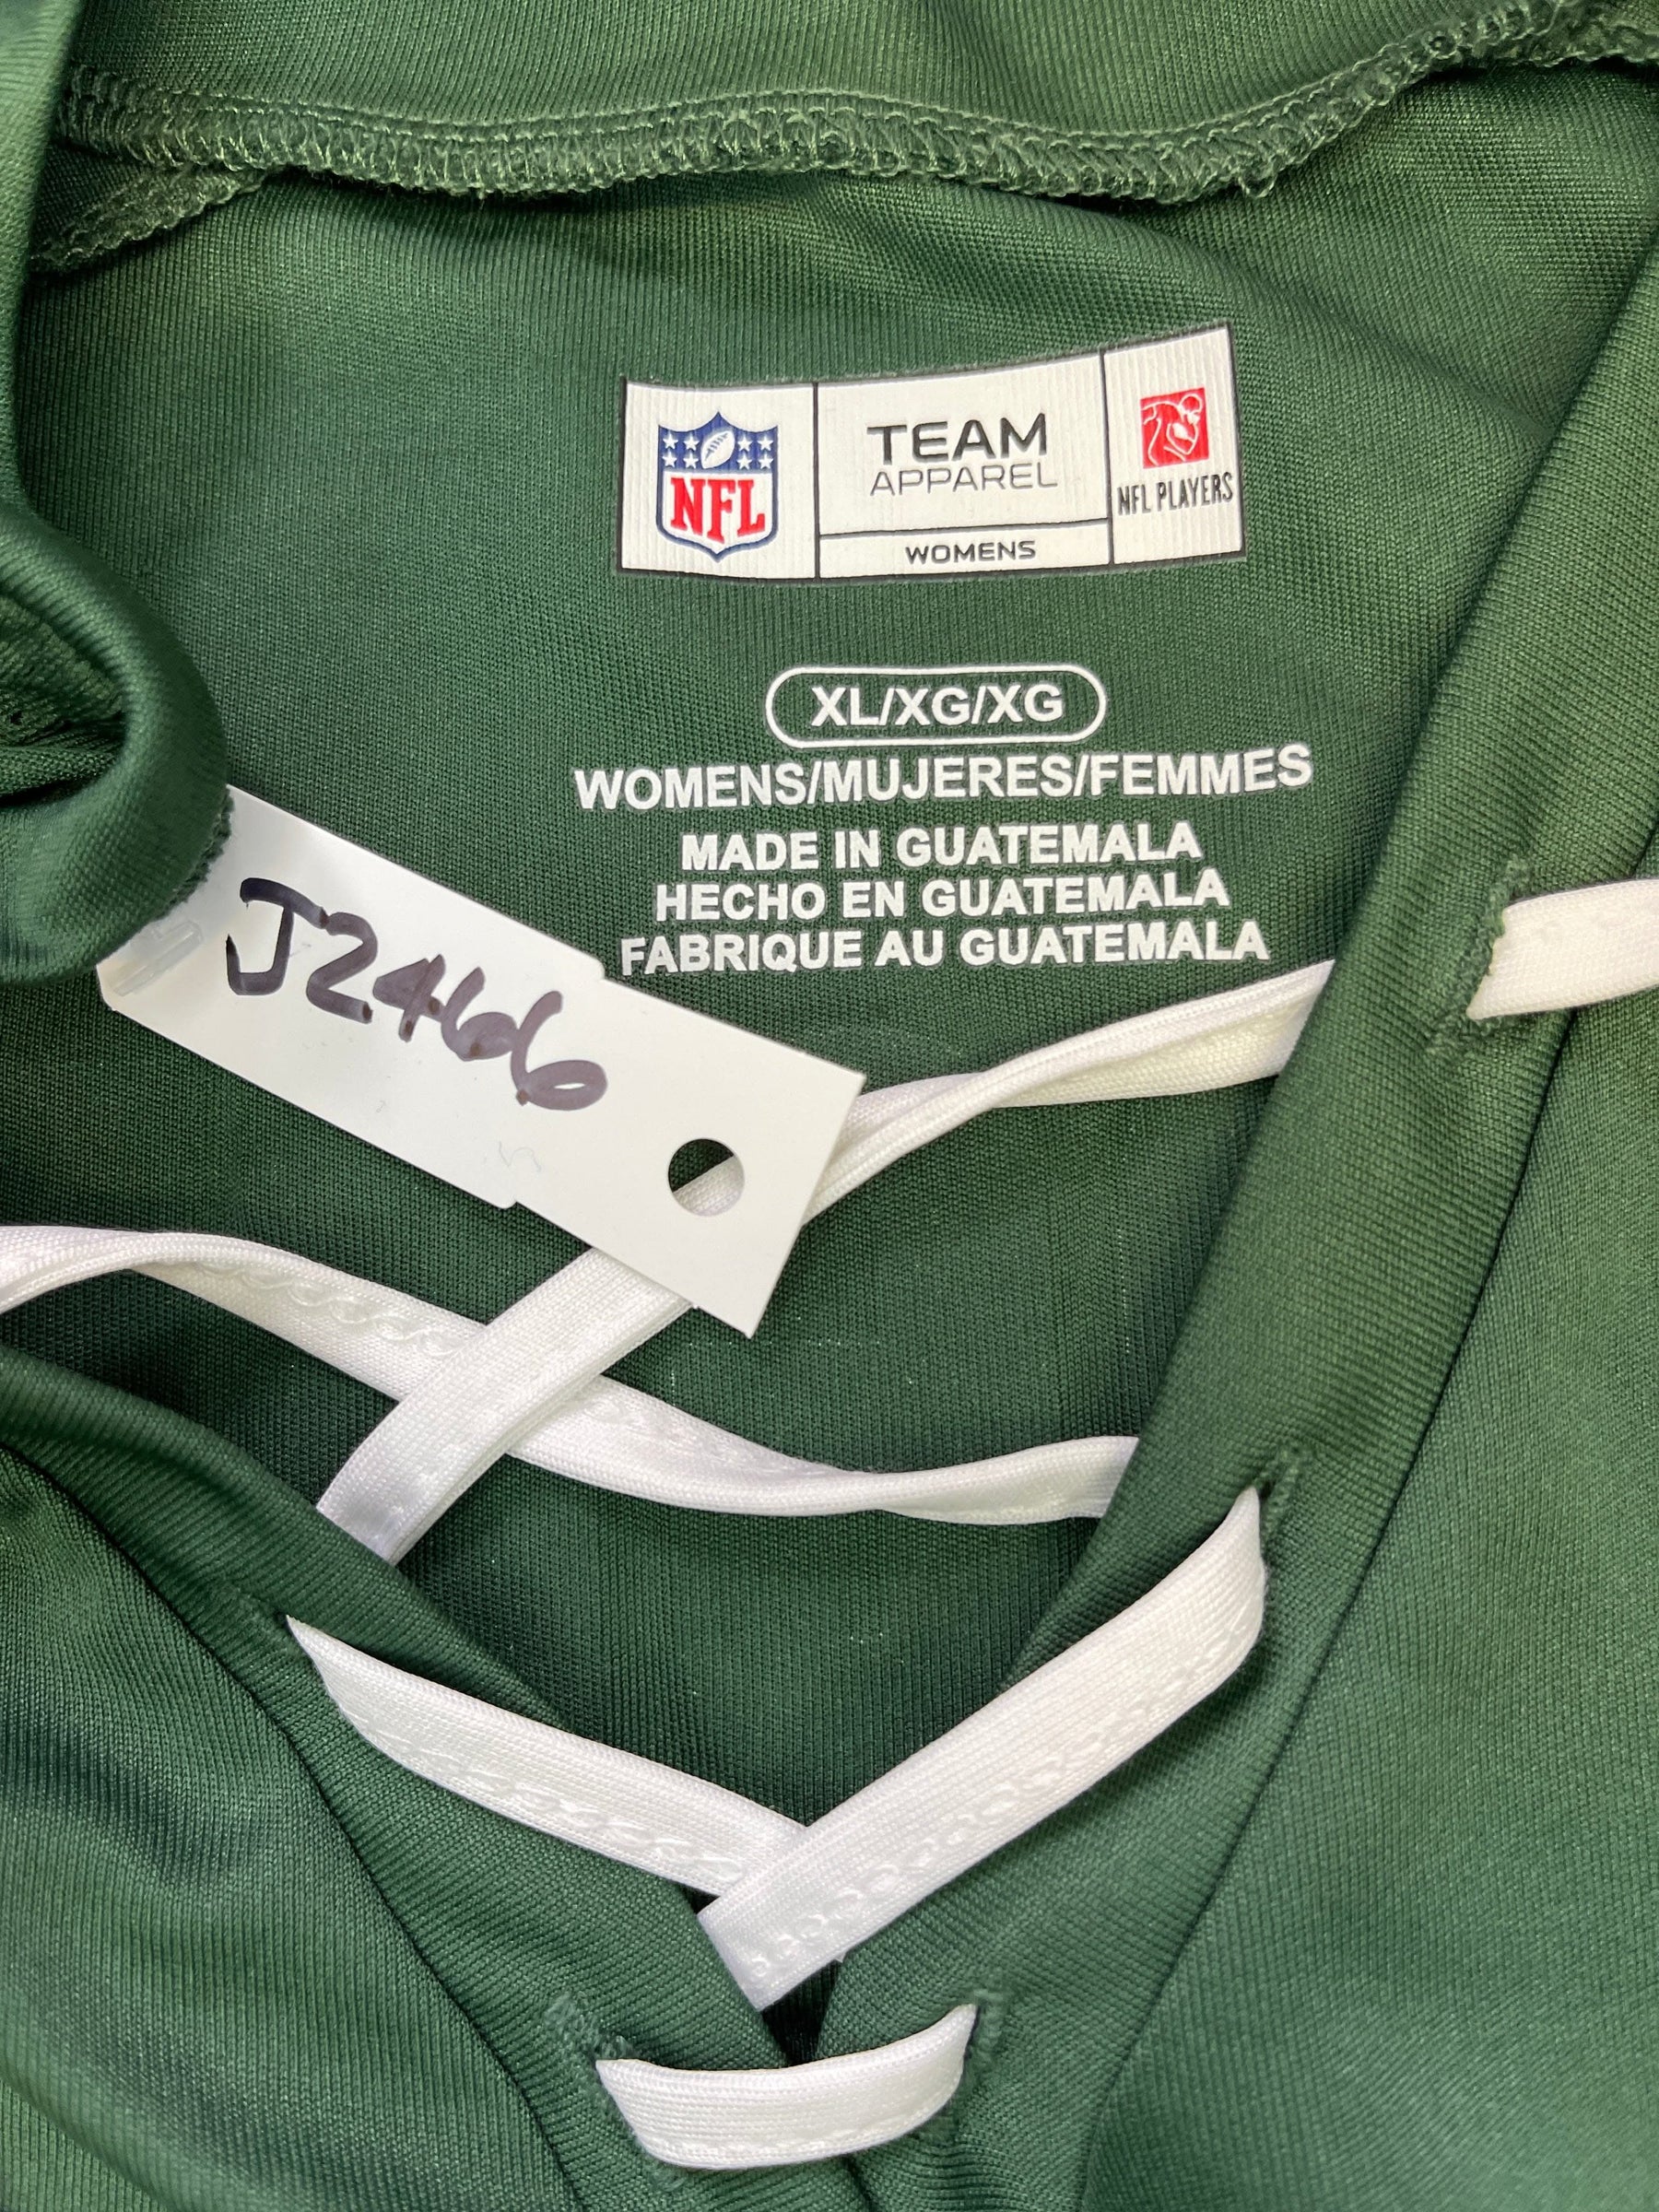 NFL
TEAM
APPAREL
WOMENS
NFL PLAYERS
XL/XG/XG
WOMENS/MUJERES/FEMMES
MADE IN GUATEMALA
HECHO EN GUATEMALA
FABRIQUE AU GUATEMALA
J2466